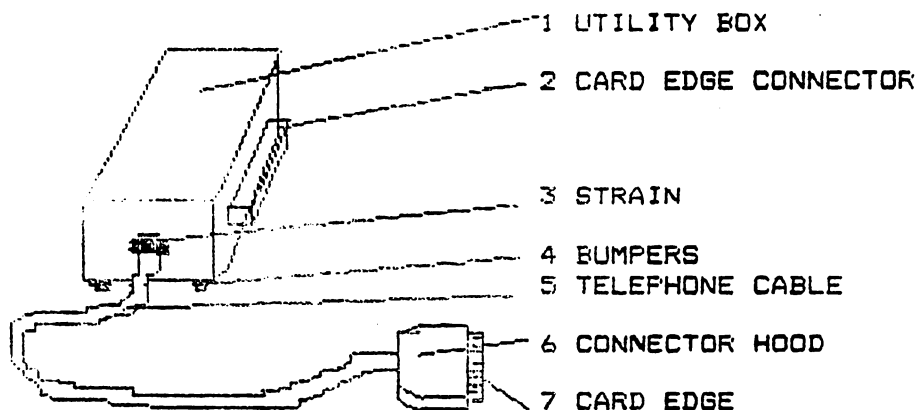 1 UTILITY BOX
2 CARD EDGE CONNECTOR
3 STRAIN
4 BUMPERS
5 TELEPHONE CABLE
6 CONNECTOR HOOD
7 CARD EDGE